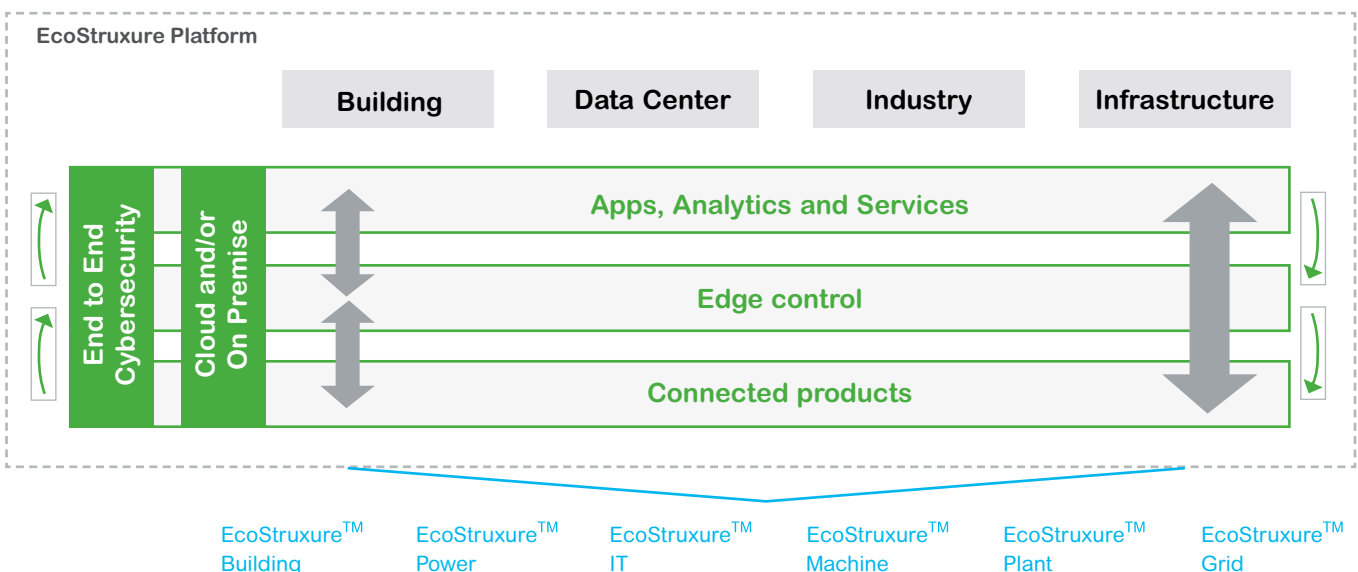 EcoStruxure Platform
Building
Data Center
Industry
Infrastructure
End to End
Cybersecurity
Cloud and/or
On Premise
Apps, Analytics and Services
Edge control
Connected products
EcoStruxure™
Building
EcoStruxure™
Power
EcoStruxure™
IT
EcoStruxure™
Machine
EcoStruxure™
Plant
EcoStruxure™
Grid